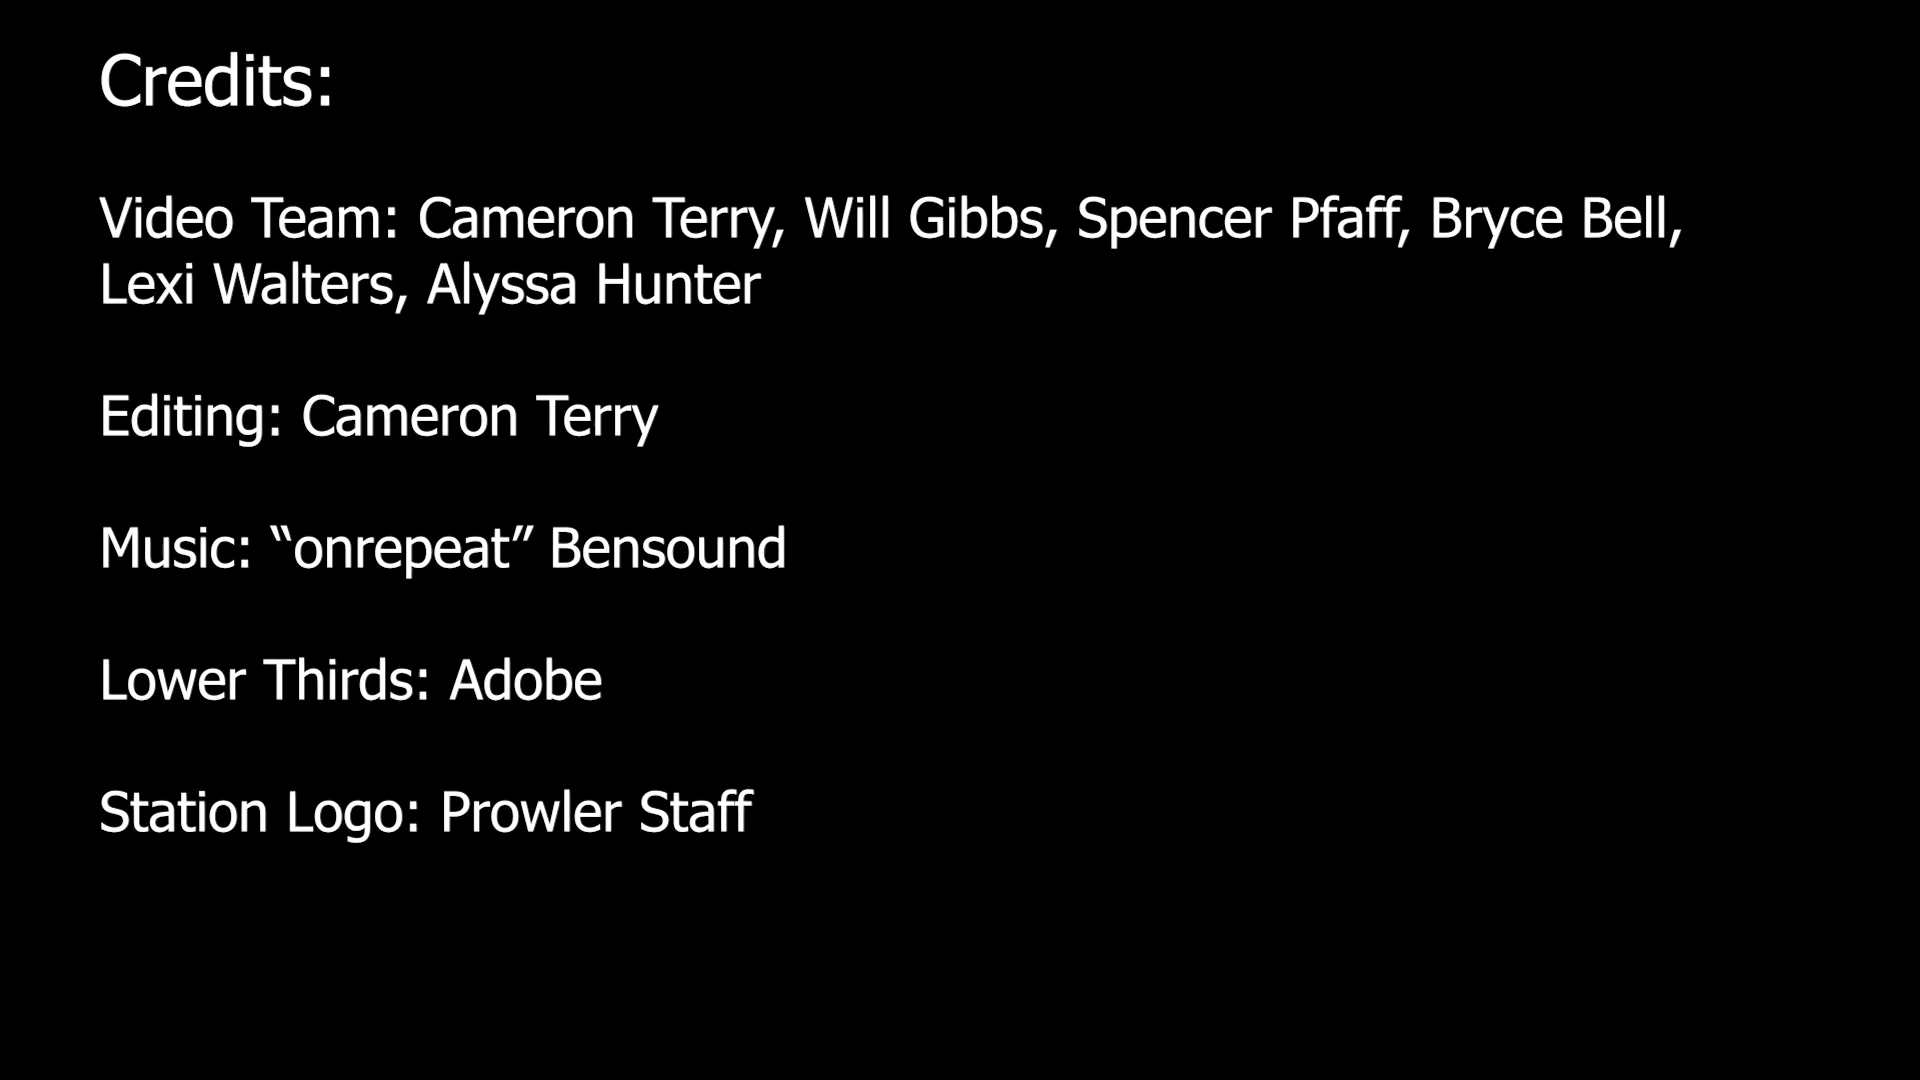 Credits:
Video Team: Cameron Terry, Will Gibbs, Spencer Pfaff, Bryce Bell,
Lexi Walters, Alyssa Hunter
Editing: Cameron Terry
Music: “onrepeat” Bensound
Lower Thirds: Adobe
Station Logo: Prowler Staff